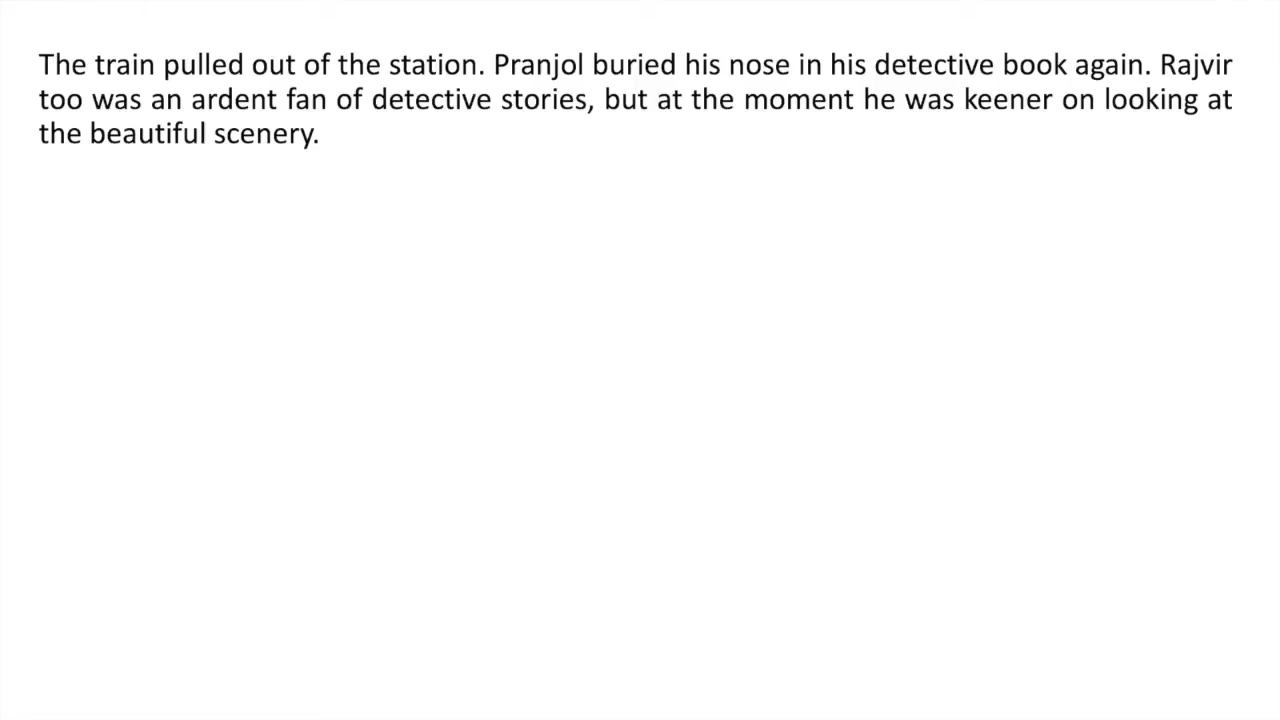 The train pulled out of the station. Pranjol buried his nose in his detective book again. Rajvir
too was an ardent fan of detective stories, but at the moment he was keener on looking at
the beautiful scenery.